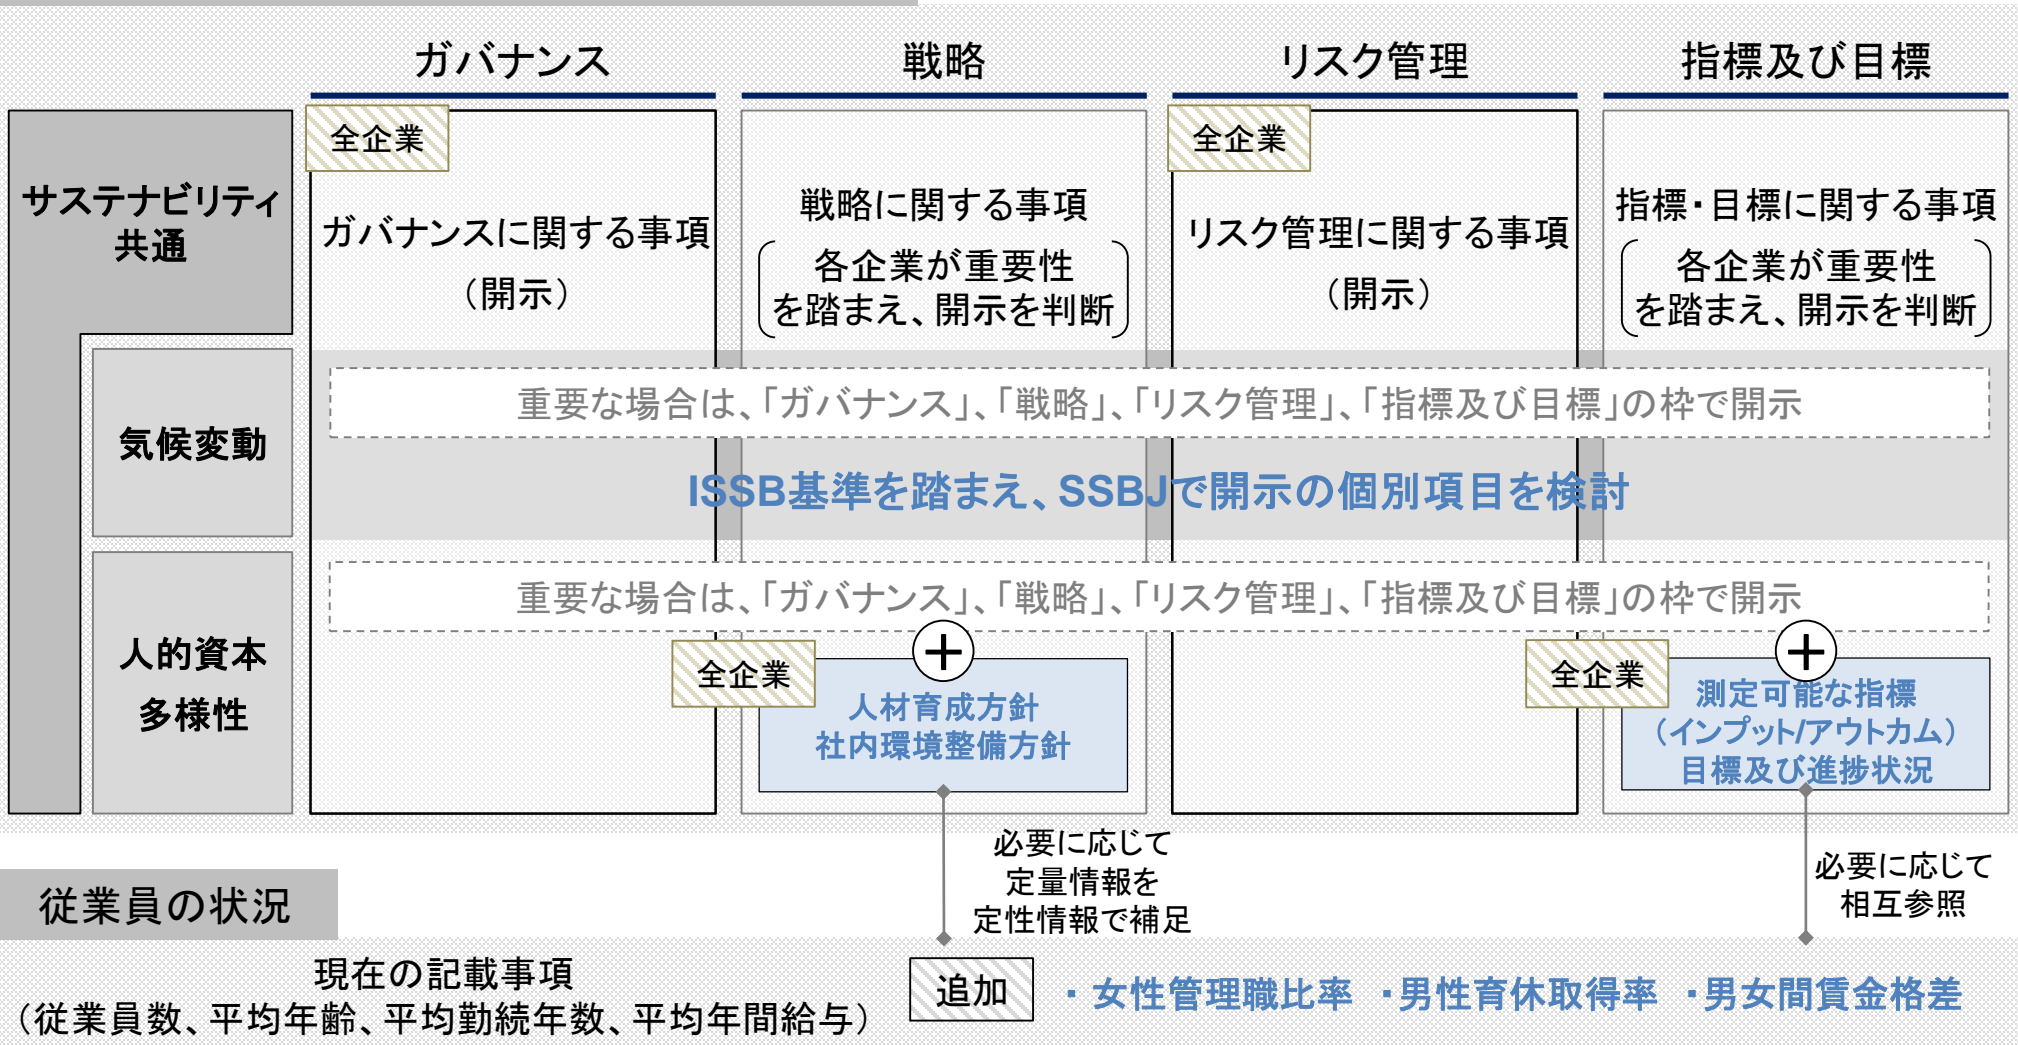 ガバナンス
戦略
リスク管理
指標及び目標
サステナビリティ
共通
全企業
ガバナンスに関する事項
（開示）
戦略に関する事項
各企業が重要性
を踏まえ、開示を判断
全企業
リスク管理に関する事項
（開示）
指標・目標に関する事項
各企業が重要性
を踏まえ、開示を判断
気候変動
重要な場合は、「ガバナンス」、「戦略」、「リスク管理」、「指標及び目標」の枠で開示
ISSB基準を踏まえ、SSBJで開示の個別項目を検討
人的資本
多様性
重要な場合は、「ガバナンス」、「戦略」、「リスク管理」、「指標及び目標」の枠で開示
＋
全企業
人材育成方針
社内環境整備方針
＋
全企業
測定可能な指標
（インプット/アウトカム）
目標及び進捗状況
必要に応じて
定量情報を
定性情報で補足
必要に応じて
相互参照
従業員の状況
現在の記載事項
（従業員数、平均年齢、平均勤続年数、平均年間給与）
追加
・女性管理職比率 ・男性育休取得率 ・男女間賃金格差